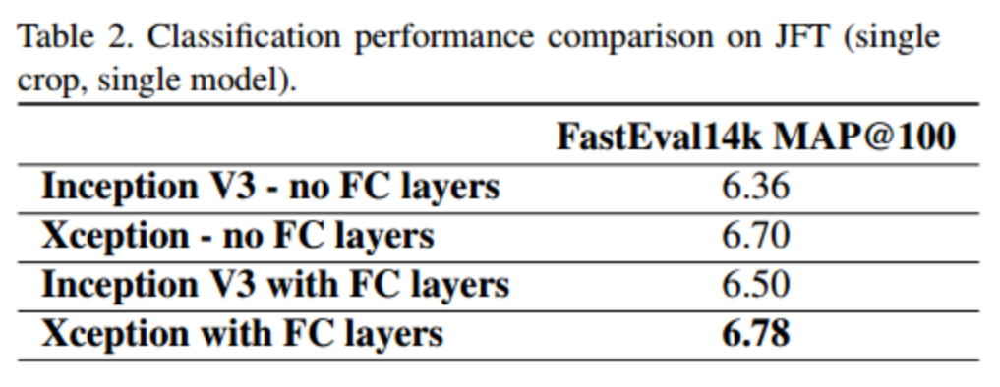 Table 2. Classification performance comparison on JFT (single
crop, single model).
FastEval14k MAP@100
Inception V3 - no FC layers 6.36
Xception - no FC layers 6.70
Inception V3 with FC layers 6.50
Xception with FC layers 6.78